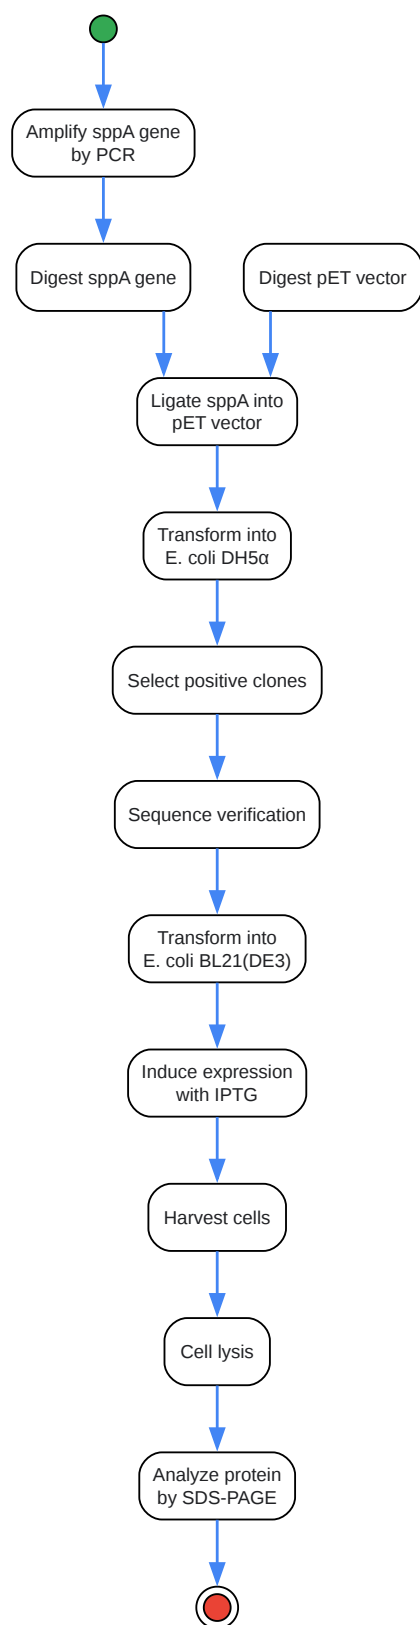 Amplify sppA gene
by PCR
Digest sppA gene
Digest pET vector
Ligate sppA into
pET vector
Transform into
E. coli DH5α
Select positive clones
Sequence verification
Transform into
E. coli BL21(DE3)
Induce expression
with IPTG
Harvest cells
Cell lysis
Analyze protein
by SDS-PAGE